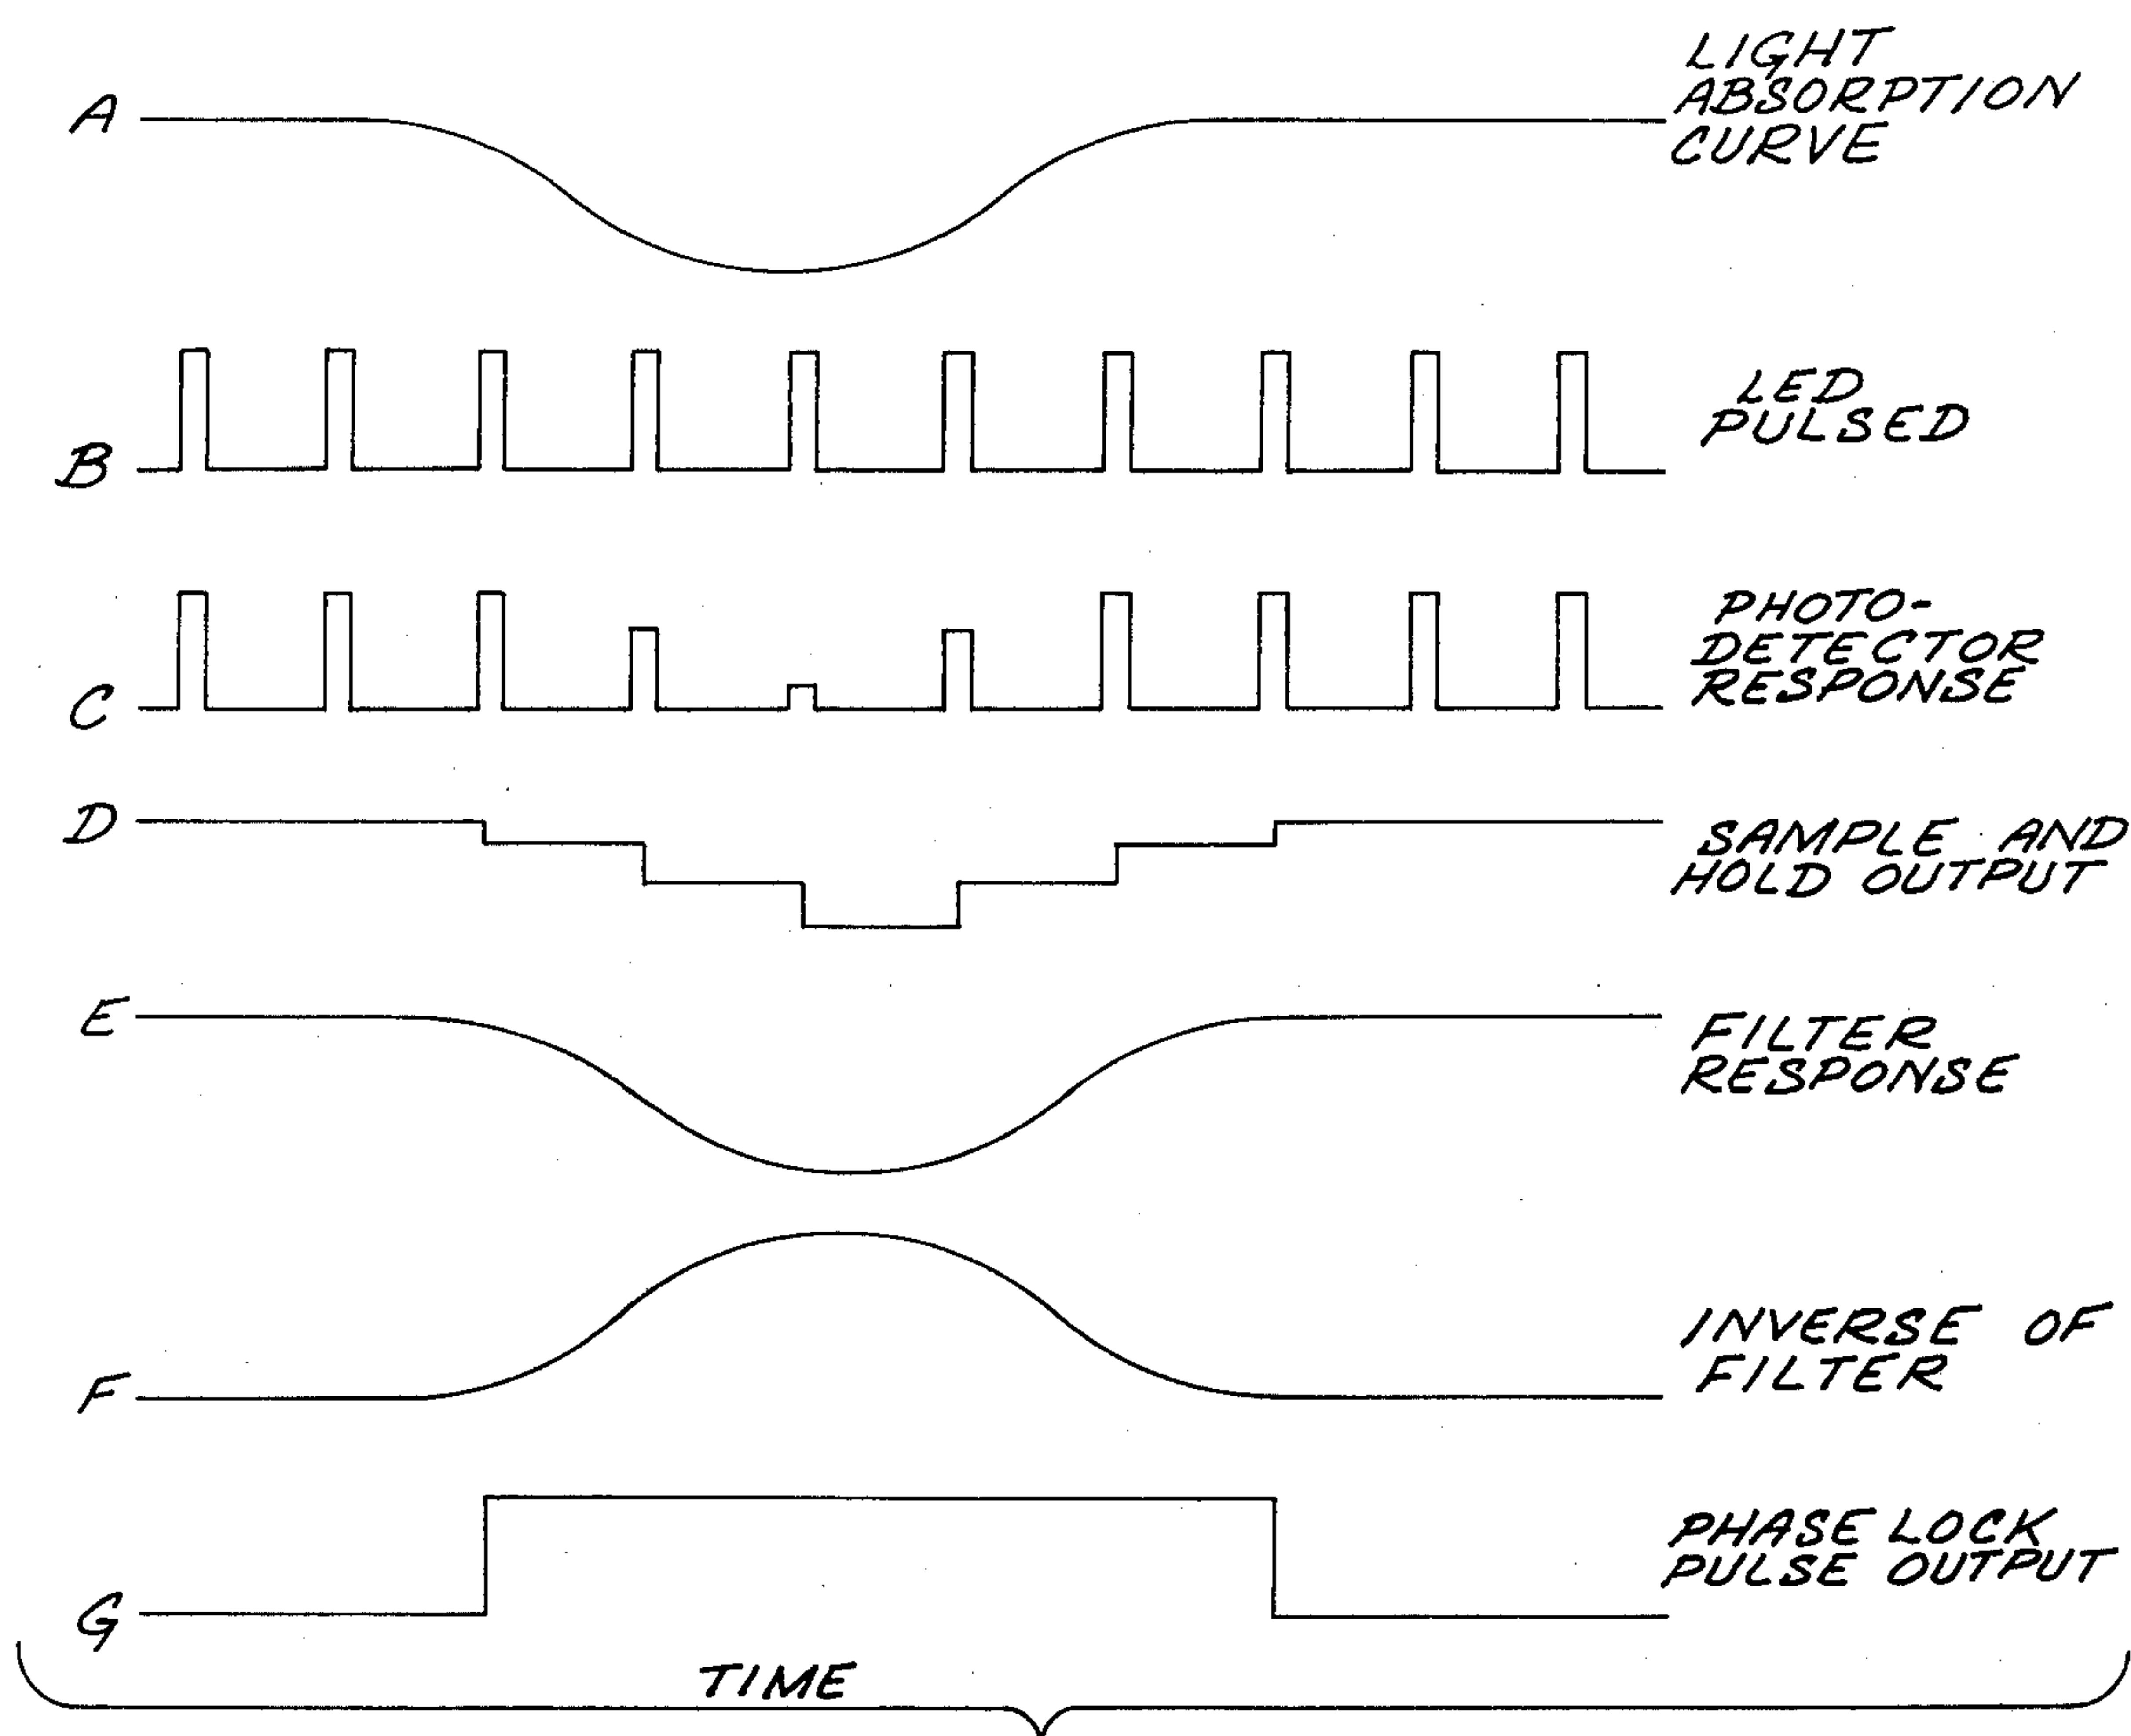 LIGHT
ABSORPTION
CURVE
A
LED
PULSED
B
PHOTO-
DETECTOR
RESPONSE
C
D
SAMPLE AND
HOLD OUTPUT
E
FILTER
RESPONSE
INVERSE OF
FILTER
F
PHASE LOCK
PULSE OUTPUT
G
TIME